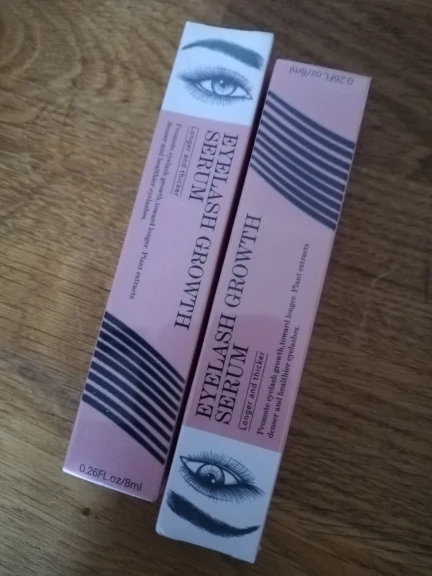 EYELASH GROWTH
SERUM
Longer and thicker
Promote eyelash growth,toward longer. Plant extracts
denser and healthier eyelashes.
0.26FL.oz/8ml
0.26FL.oz/8ml
EYELASH GROWTH
SERUM
Longer and thicker
Promote eyelash growth,toward longer. Plant extracts
denser and healthier eyelashes.